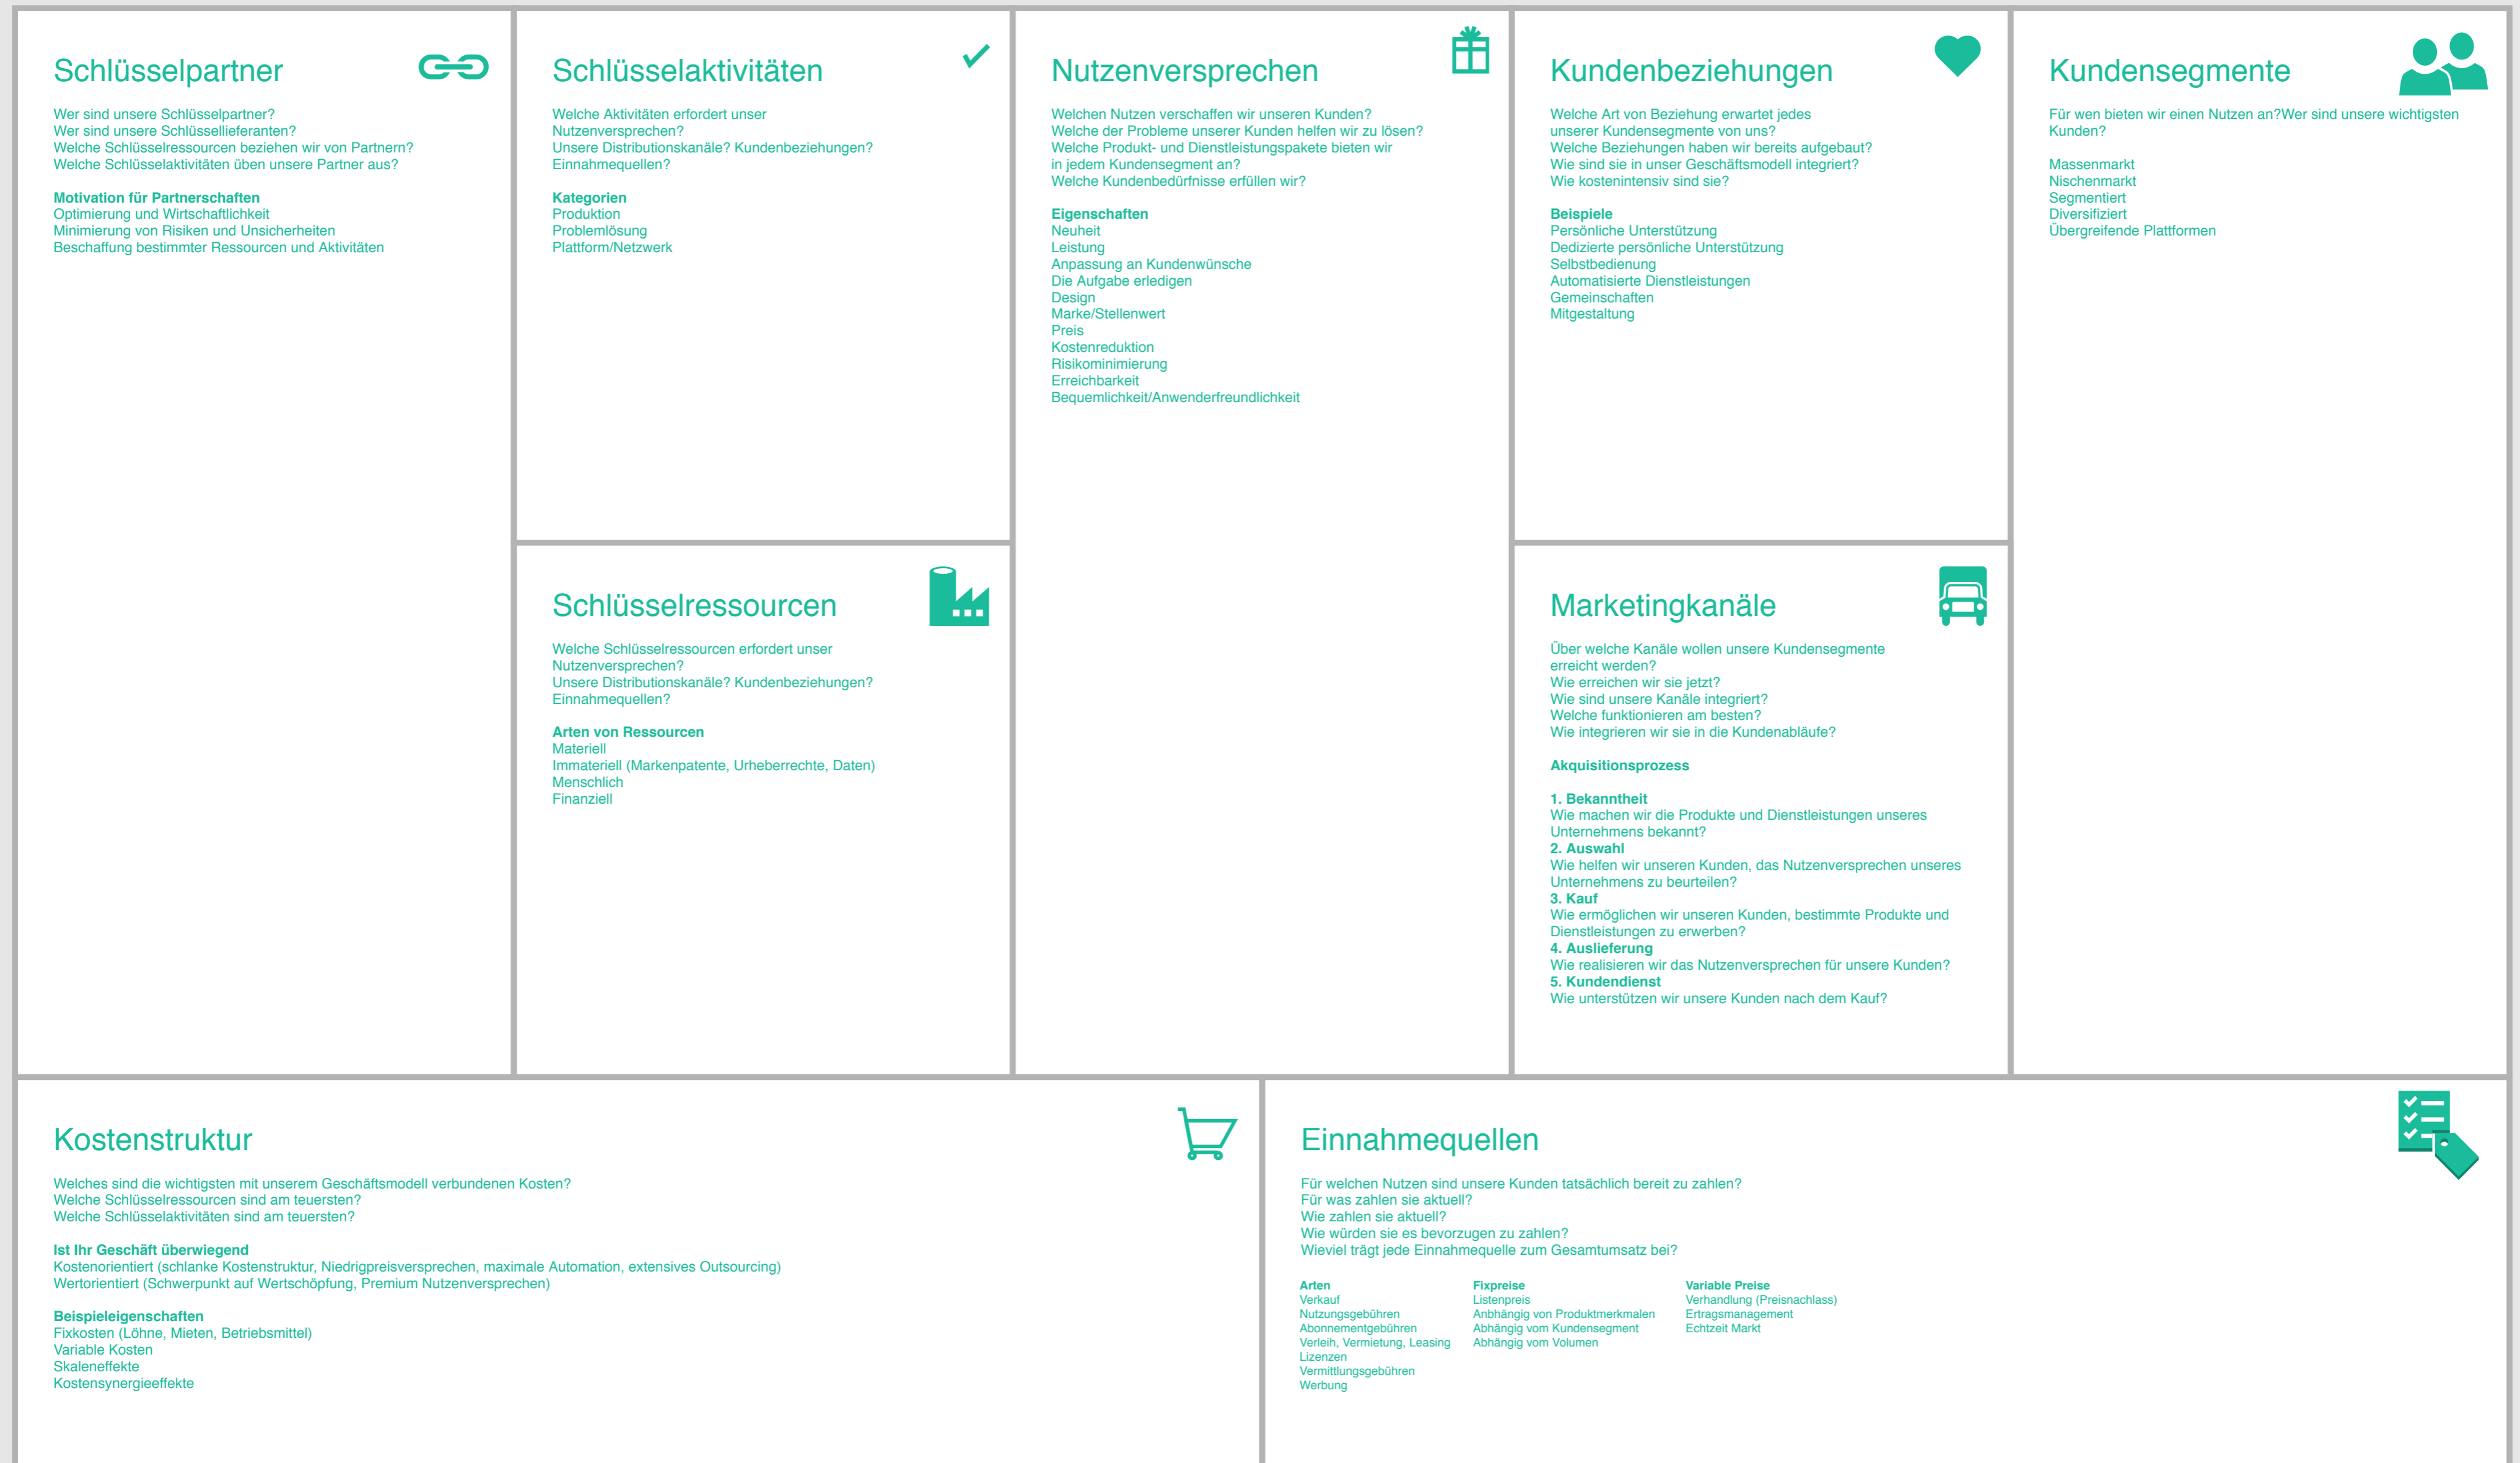 Schlüsselpartner
Wer sind unsere Schlüsselpartner?
Wer sind unsere Schlüssellieferanten?
Welche Schlüsselressourcen beziehen wir von Partnern?
Welche Schlüsselaktivitäten üben unsere Partner aus?
Motivation für Partnerschaften
Optimierung und Wirtschaftlichkeit
Minimierung von Risiken und Unsicherheiten
Beschaffung bestimmter Ressourcen und Aktivitäten
Schlüsselaktivitäten
Welche Aktivitäten erfordert unser
Nutzenversprechen?
Unsere Distributionskanäle? Kundenbeziehungen?
Einnahmequellen?
Kategorien
Produktion
Problemlösung
Plattform/Netzwerk
Schlüsselressourcen
Welche Schlüsselressourcen erfordert unser
Nutzenversprechen?
Unsere Distributionskanäle? Kundenbeziehungen?
Einnahmequellen?
Arten von Ressourcen
Materiell
Immateriell (Markenpatente, Urheberrechte, Daten)
Menschlich
Finanziell
Nutzenversprechen
Welchen Nutzen verschaffen wir unseren Kunden?
Welche der Probleme unserer Kunden helfen wir zu lösen?
Welche Produkt- und Dienstleistungspakete bieten wir
in jedem Kundensegment an?
Welche Kundenbedürfnisse erfüllen wir?
Eigenschaften
Neuheit
Leistung
Anpassung an Kundenwünsche
Die Aufgabe erledigen
Design
Marke/Stellenwert
Preis
Kostenreduktion
Risikominimierung
Erreichbarkeit
Bequemlichkeit/Anwenderfreundlichkeit
Kundenbeziehungen
Welche Art von Beziehung erwartet jedes
unserer Kundensegmente von uns?
Welche Beziehungen haben wir bereits aufgebaut?
Wie sind sie in unser Geschäftsmodell integriert?
Wie kostenintensiv sind sie?
Beispiele
Persönliche Unterstützung
Dedizierte persönliche Unterstützung
Selbstbedienung
Automatisierte Dienstleistungen
Gemeinschaften
Mitgestaltung
Marketingkanäle
Über welche Kanäle wollen unsere Kundensegmente
erreicht werden?
Wie erreichen wir sie jetzt?
Wie sind unsere Kanäle integriert?
Welche funktionieren am besten?
Wie integrieren wir sie in die Kundenabläufe?
Akquisitionsprozess
1. Bekanntheit
Wie machen wir die Produkte und Dienstleistungen unseres
Unternehmens bekannt?
2. Auswahl
Wie helfen wir unseren Kunden, das Nutzenversprechen unseres
Unternehmens zu beurteilen?
3. Kauf
Wie ermöglichen wir unseren Kunden, bestimmte Produkte und
Dienstleistungen zu erwerben?
4. Auslieferung
Wie realisieren wir das Nutzenversprechen für unsere Kunden?
5. Kundendienst
Wie unterstützen wir unsere Kunden nach dem Kauf?
Kundensegmente
Für wen bieten wir einen Nutzen an?Wer sind unsere wichtigsten
Kunden?
Massenmarkt
Nischenmarkt
Segmentiert
Diversifiziert
Übergreifende Plattformen
Kostenstruktur
Welches sind die wichtigsten mit unserem Geschäftsmodell verbundenen Kosten?
Welche Schlüsselressourcen sind am teuersten?
Welche Schlüsselaktivitäten sind am teuersten?
Ist Ihr Geschäft überwiegend
Kostenorientiert (schlanke Kostenstruktur, Niedrigpreisversprechen, maximale Automation, extensives Outsourcing)
Wertorientiert (Schwerpunkt auf Wertschöpfung, Premium Nutzenversprechen)
Beispieleigenschaften
Fixkosten (Löhne, Mieten, Betriebsmittel)
Variable Kosten
Skaleneffekte
Kostensynergieeffekte
Einnahmequellen
Für welchen Nutzen sind unsere Kunden tatsächlich bereit zu zahlen?
Für was zahlen sie aktuell?
Wie zahlen sie aktuell?
Wie würden sie es bevorzugen zu zahlen?
Wieviel trägt jede Einnahmequelle zum Gesamtumsatz bei?
Arten
Verkauf
Nutzungsgebühren
Abonnementgebühren
Verleih, Vermietung, Leasing
Lizenzen
Vermittlungsgebühren
Werbung
Fixpreise
Listenpreis
Anbhängig von Produktmerkmalen
Abhängig vom Kundensegment
Abhängig vom Volumen
Variable Preise
Verhandlung (Preisnachlass)
Ertragsmanagement
Echtzeit Markt